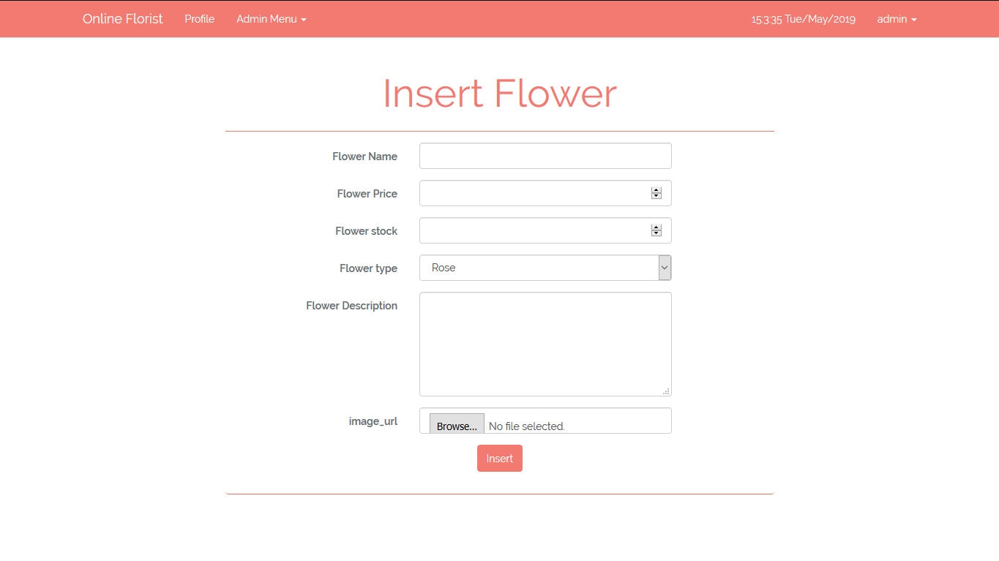 Online Florist Profile Admin Menu 15:3:35 Tue/May/2019 admin
Insert Flower
Flower Name
Flower Price
Flower stock
Flower type Rose
Flower Description
image_url Browse... No file selected.
Insert